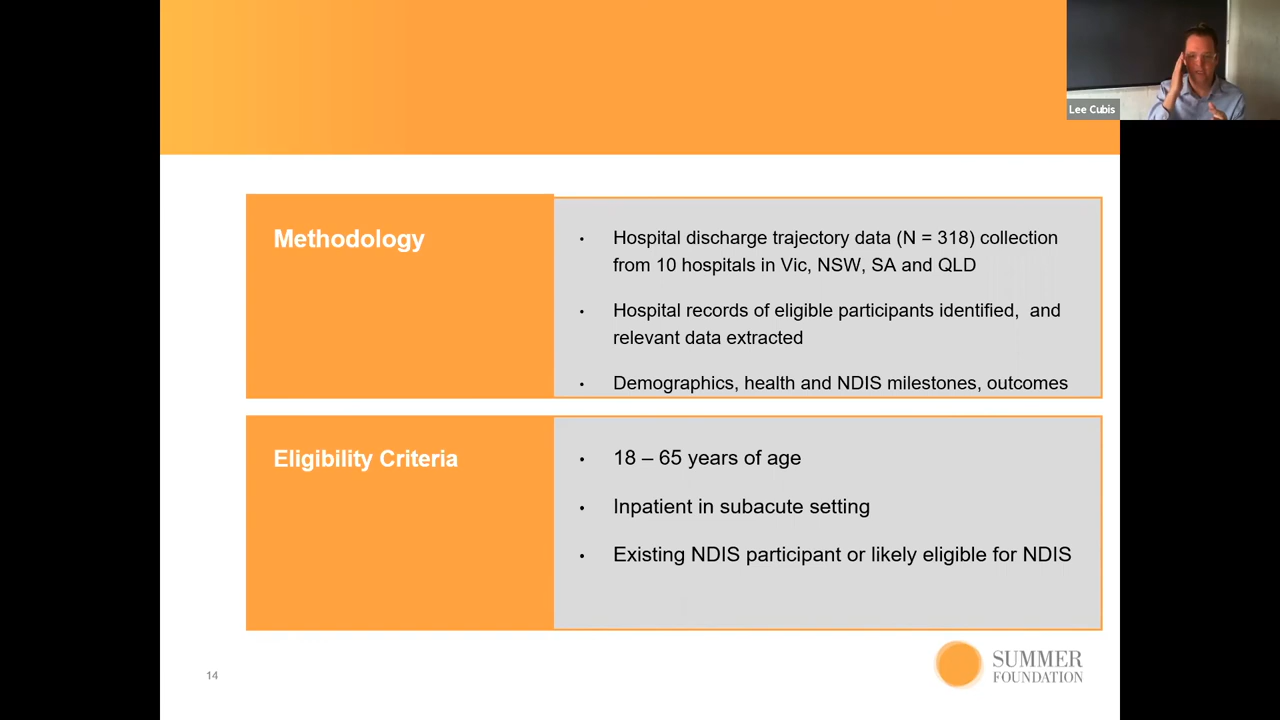 Lee Cubis
Methodology
• Hospital discharge trajectory data (N = 318) collection
from 10 hospitals in Vic, NSW, SA and QLD
• Hospital records of eligible participants identified,  and
relevant data extracted
• Demographics, health and NDIS milestones, outcomes
Eligibility Criteria
• 18 – 65 years of age
• Inpatient in subacute setting
• Existing NDIS participant or likely eligible for NDIS
14
SUMMER
FOUNDATION